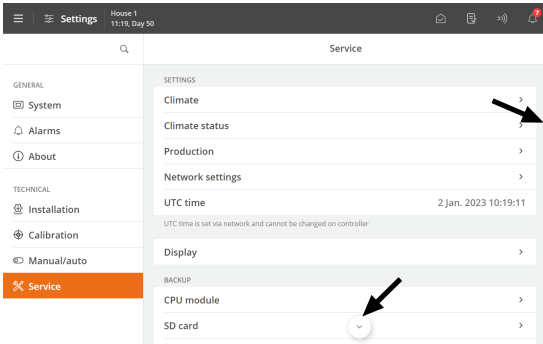 Settings
House 1
11:19, Day 50
7
Service
GENERAL
System
Alarms
About
TECHNICAL
Installation
Calibration
Manual/auto
Service
SETTINGS
Climate
Climate status
Production
Network settings
UTC time 2 Jan. 2023 10:19:11
UTC time is set via network and cannot be changed on controller
Display
BACKUP
CPU module
SD card